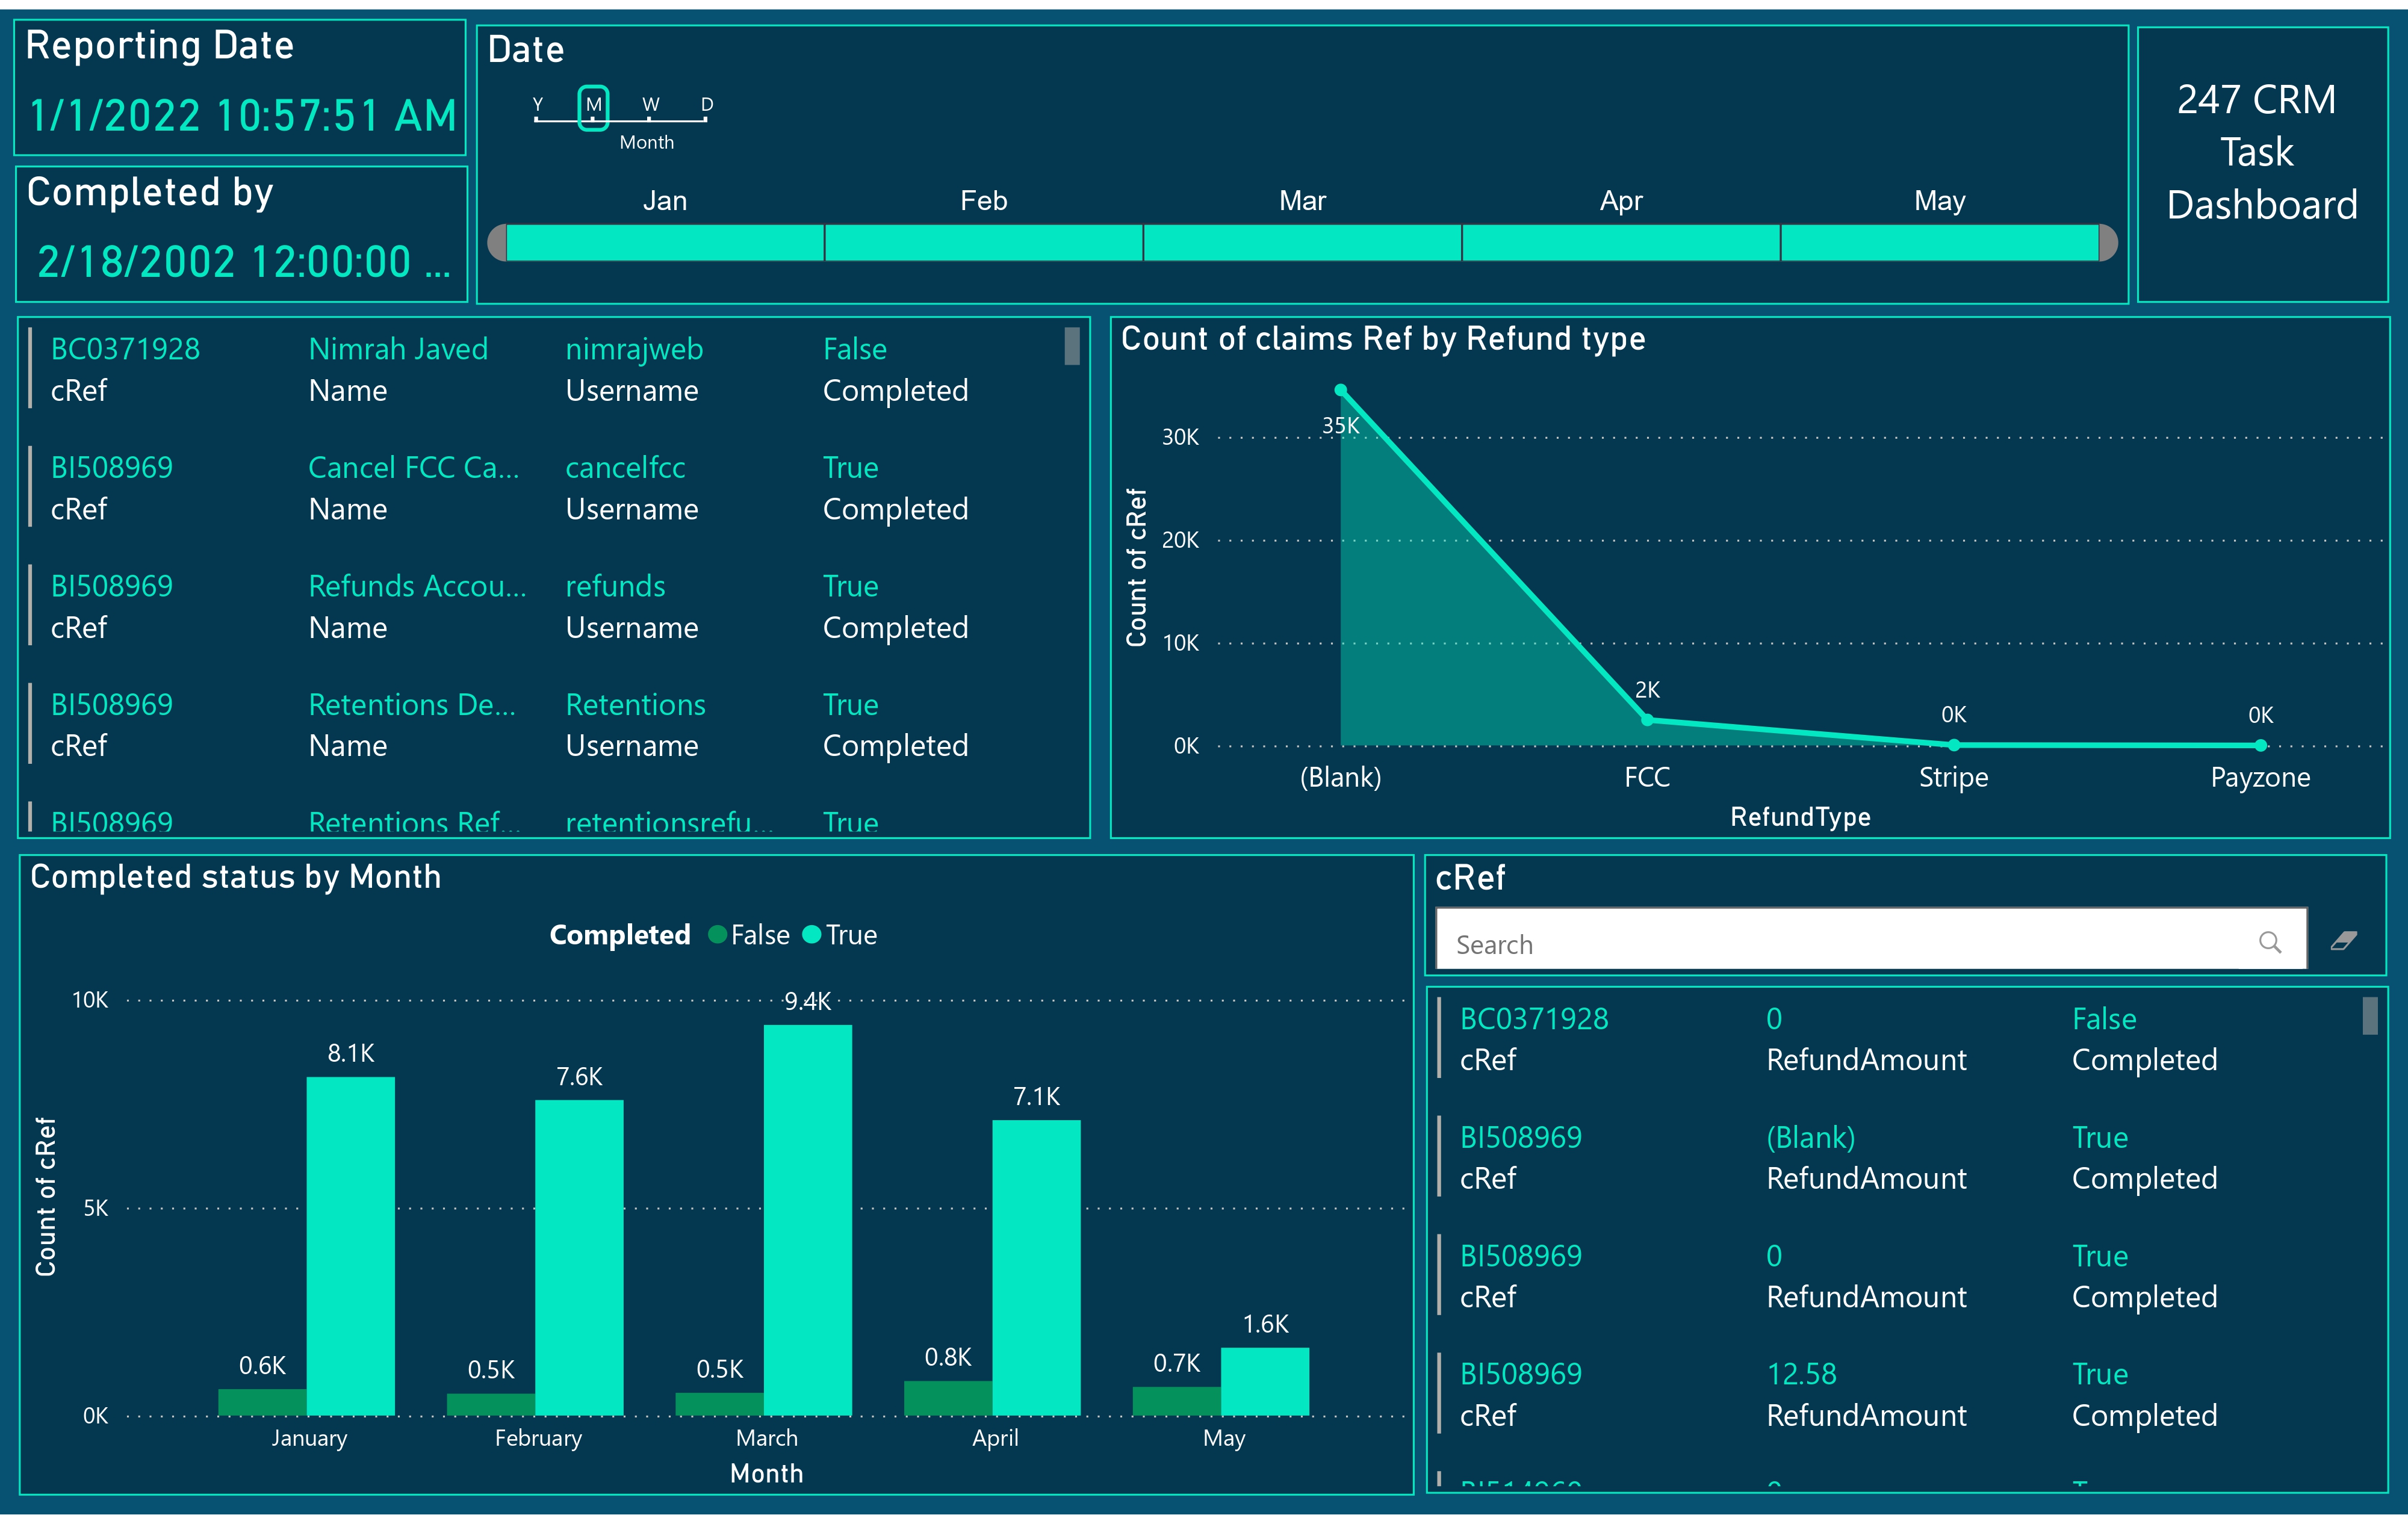 Reporting Date
1/1/2022 10:57:51 AM
Completed by
2/18/2002 12:00:00 ...
Date
Y M W D
Month
Jan Feb Mar Apr May
247 CRM
Task
Dashboard
BC0371928 Nimrah Javed nimrajweb False
cRef Name Username Completed
BI508969 Cancel FCC Ca... cancelfcc True
cRef Name Username Completed
BI508969 Refunds Accou... refunds True
cRef Name Username Completed
BI508969 Retentions De... Retentions True
cRef Name Username Completed
BI508969 Retentions Ref... retentionsrefu... True
Count of claims Ref by Refund type
Count of cRef
35K
30K
20K
10K
2K
0K 0K
0K
(Blank) FCC Stripe Payzone
RefundType
Completed status by Month
Completed False True
Count of cRef
10K
9.4K
8.1K
7.6K
7.1K
5K
1.6K
0.6K 0.5K 0.5K 0.8K 0.7K
0K
January February March April May
Month
cRef
Search
BC0371928 0 False
cRef RefundAmount Completed
BI508969 (Blank) True
cRef RefundAmount Completed
BI508969 0 True
cRef RefundAmount Completed
BI508969 12.58 True
cRef RefundAmount Completed